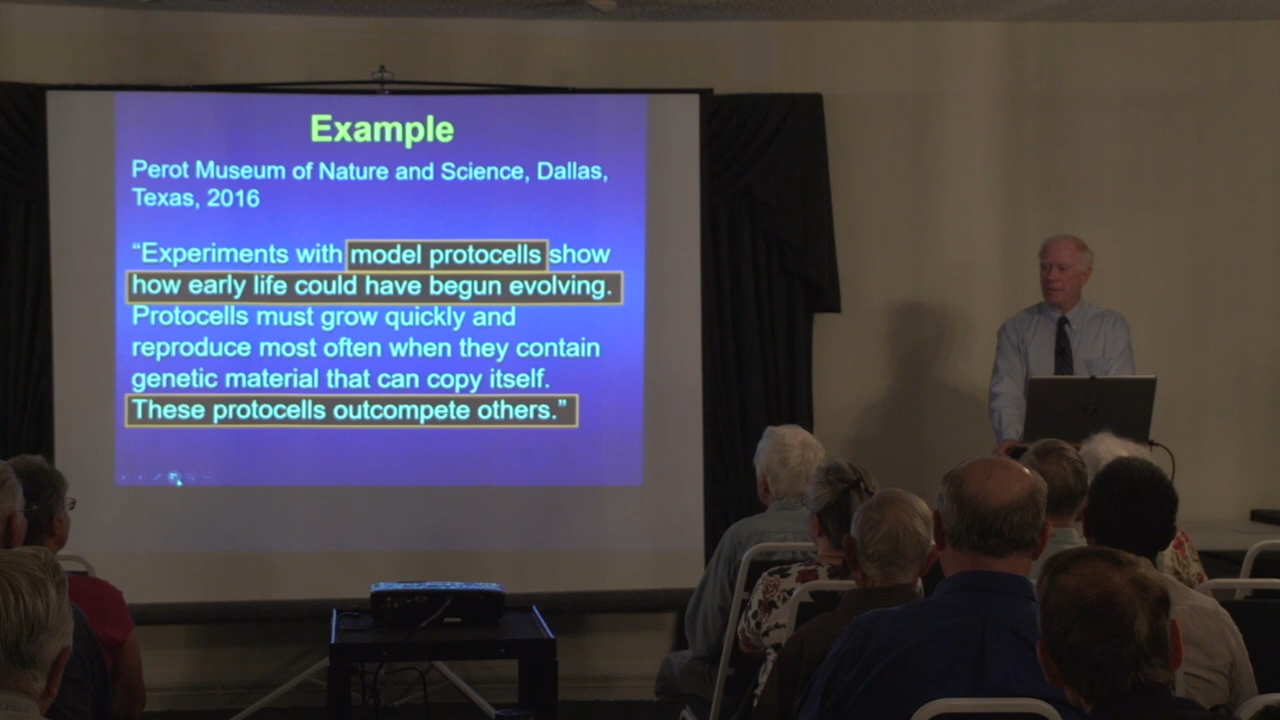 Example
Perot Museum of Nature and Science, Dallas,
Texas, 2016
“Experiments with model protocells show
how early life could have begun evolving.
Protocells must grow quickly and
reproduce most often when they contain
genetic material that can copy itself.
These protocells outcompete others.”